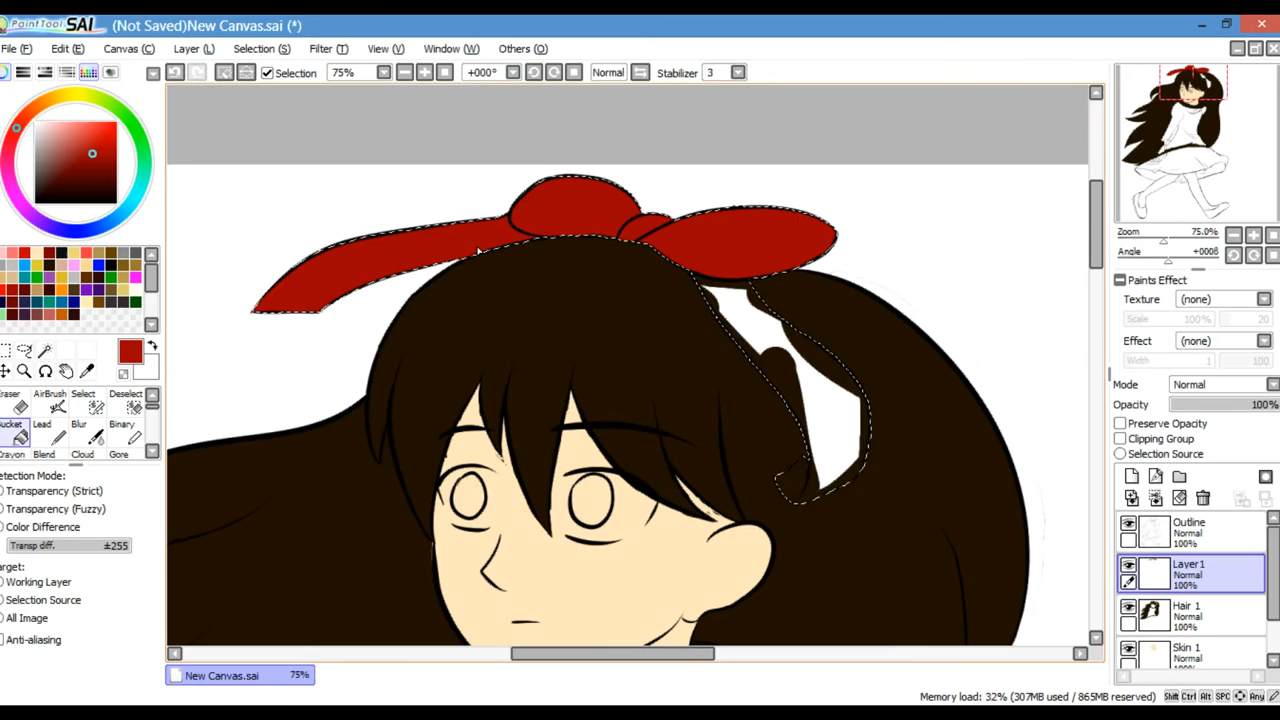 PaintTool SAI (Not Saved)New Canvas.sai (*)
File (F) Edit (E) Canvas (C) Layer (L) Selection (S) Filter (T) View (V) Window (W) Others (O)
Selection 75% +000° Normal Stabilizer 3
Zoom 75.0%
Angle +000ß
Paints Effect
Texture (none)
Scale 100% 20
Effect (none)
Width 1 100
Mode Normal
Opacity 100%
Preserve Opacity
Clipping Group
Selection Source
Eraser AirBrush Select Deselect
Bucket Lead Blur Binary
Crayon Blend Cloud Gore
Detection Mode:
Transparency (Strict)
Transparency (Fuzzy)
Color Difference
Transp diff. ±255
Target:
Working Layer
Selection Source
All Image
Anti-aliasing
Outline
Normal
100%
Layer1
Normal
100%
Hair 1
Normal
100%
Skin 1
Normal
New Canvas.sai 75%
Memory load: 32% (307MB used / 865MB reserved) Shift Ctrl Alt SPC Any